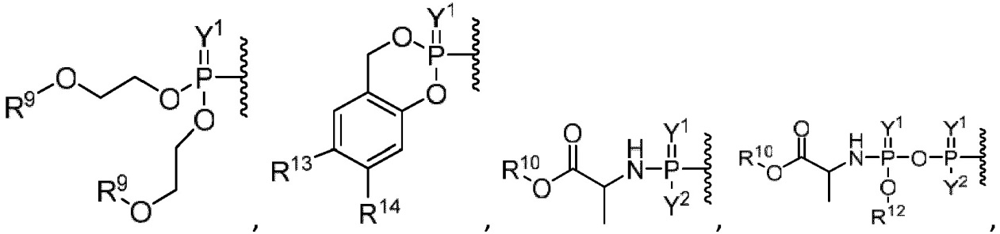 Y¹
O
O
P
R⁹
O
O
R⁹
O
,
Y¹
O
P
O
R¹³
R¹⁴
,
O
Y¹
H
R¹⁰
N
P
O
Y²
,
O
Y¹
Y¹
H
R¹⁰
N
P
O
P
O
O
Y²
R¹²
,